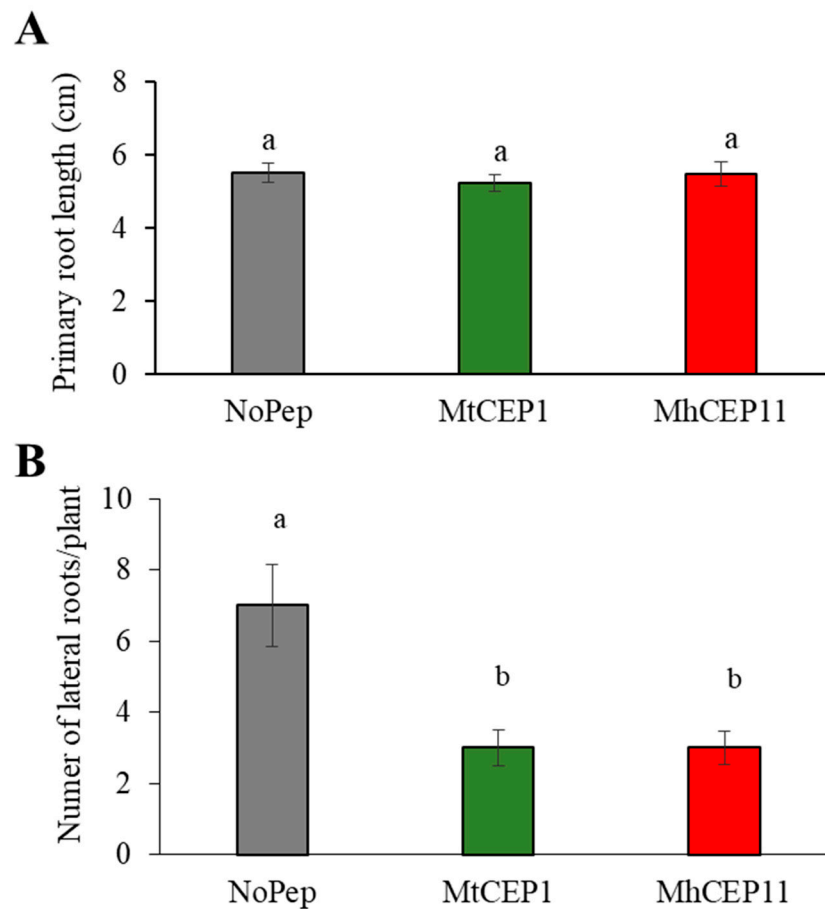 A
Primary root length (cm)
8
6
4
2
0
a
a
a
NoPep
MtCEP1
MhCEP11
B
Numer of lateral roots/plant
10
8
6
4
2
0
a
b
b
NoPep
MtCEP1
MhCEP11